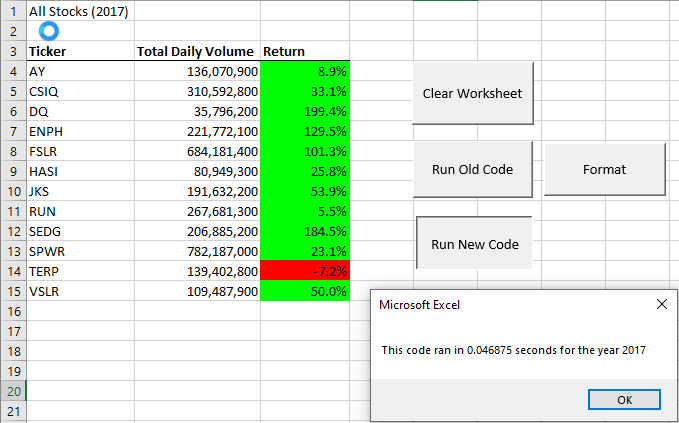 1 All Stocks (2017)
2
3 Ticker Total Daily Volume Return
4 AY 136,070,900 8.9%
5 CSIQ 310,592,800 33.1%
6 DQ 35,796,200 199.4%
7 ENPH 221,772,100 129.5%
8 FSLR 684,181,400 101.3%
9 HASI 80,949,300 25.8%
10 JKS 191,632,200 53.9%
11 RUN 267,681,300 5.5%
12 SEDG 206,885,200 184.5%
13 SPWR 782,187,000 23.1%
14 TERP 139,402,800 -7.2%
15 VSLR 109,487,900 50.0%
16
17
18
19
20
21
Clear Worksheet
Run Old Code Format
Run New Code
Microsoft Excel
This code ran in 0.046875 seconds for the year 2017
OK